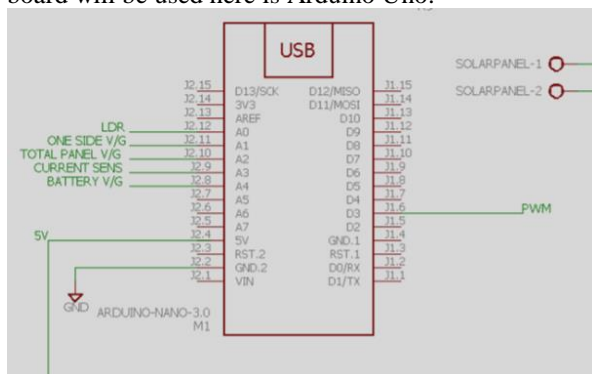 board will be used here is Arduino Uno.
USB
SOLARPANEL-1
SOLARPANEL-2
J2.15 D13/SCK D12/MISO J1.15
J2.14 3V3 D11/MOSI J1.14
J2.13 AREF D10 J1.13
LDR J2.12 A0 D9 J1.12
ONE SIDE V/G J2.11 A1 D8 J1.11
TOTAL PANEL V/G J2.10 A2 D7 J1.10
CURRENT SENS J2.9 A3 D6 J1.9
BATTERY V/G J2.8 A4 D5 J1.8
J2.7 A5 D4 J1.7
J2.6 A6 D3 J1.6 PWM
J2.5 A7 D2 J1.5
5V J2.4 5V GND.1 J1.4
J2.3 RST.2 RST.1 J1.3
J2.2 GND.2 D0/RX J1.2
J2.1 VIN D1/TX J1.1
GND
ARDUINO-NANO-3.0
M1